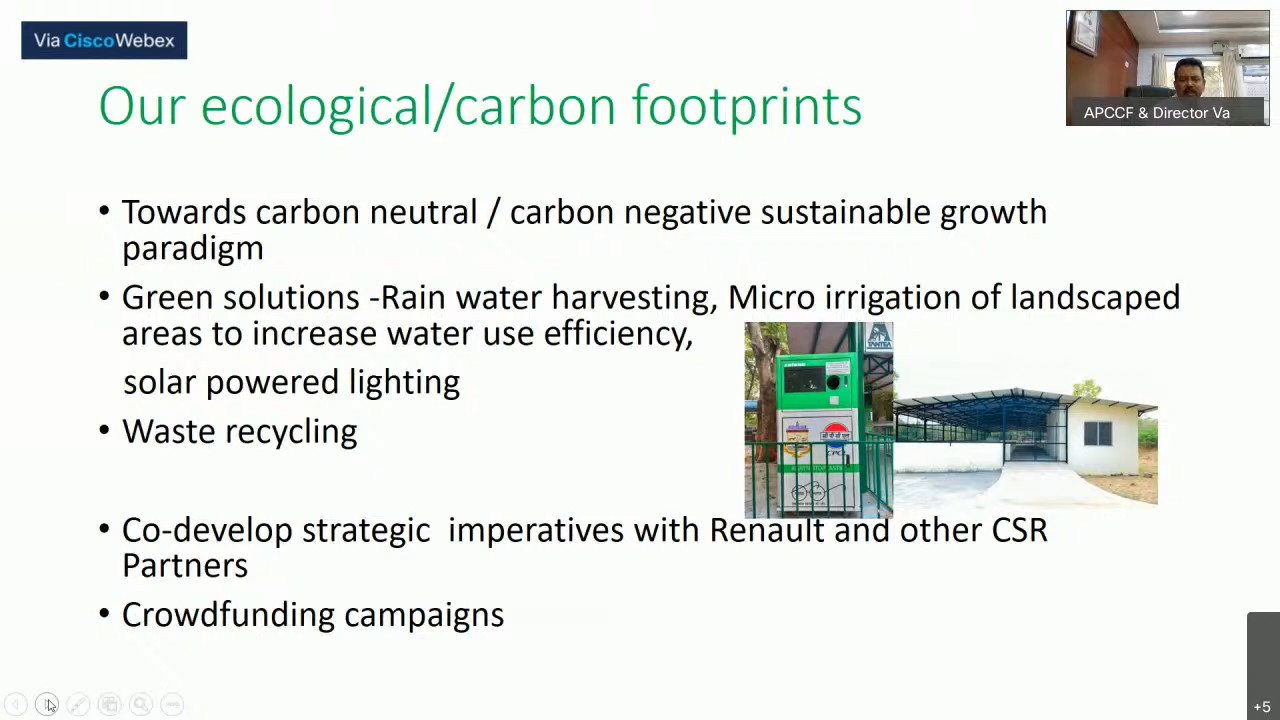 Via CiscoWebex
APCCF & Director Va
Our ecological/carbon footprints
• Towards carbon neutral / carbon negative sustainable growth
paradigm
• Green solutions -Rain water harvesting, Micro irrigation of landscaped
areas to increase water use efficiency,
solar powered lighting
• Waste recycling
TANTEA
CPCL
• Co-develop strategic imperatives with Renault and other CSR
Partners
• Crowdfunding campaigns
+5